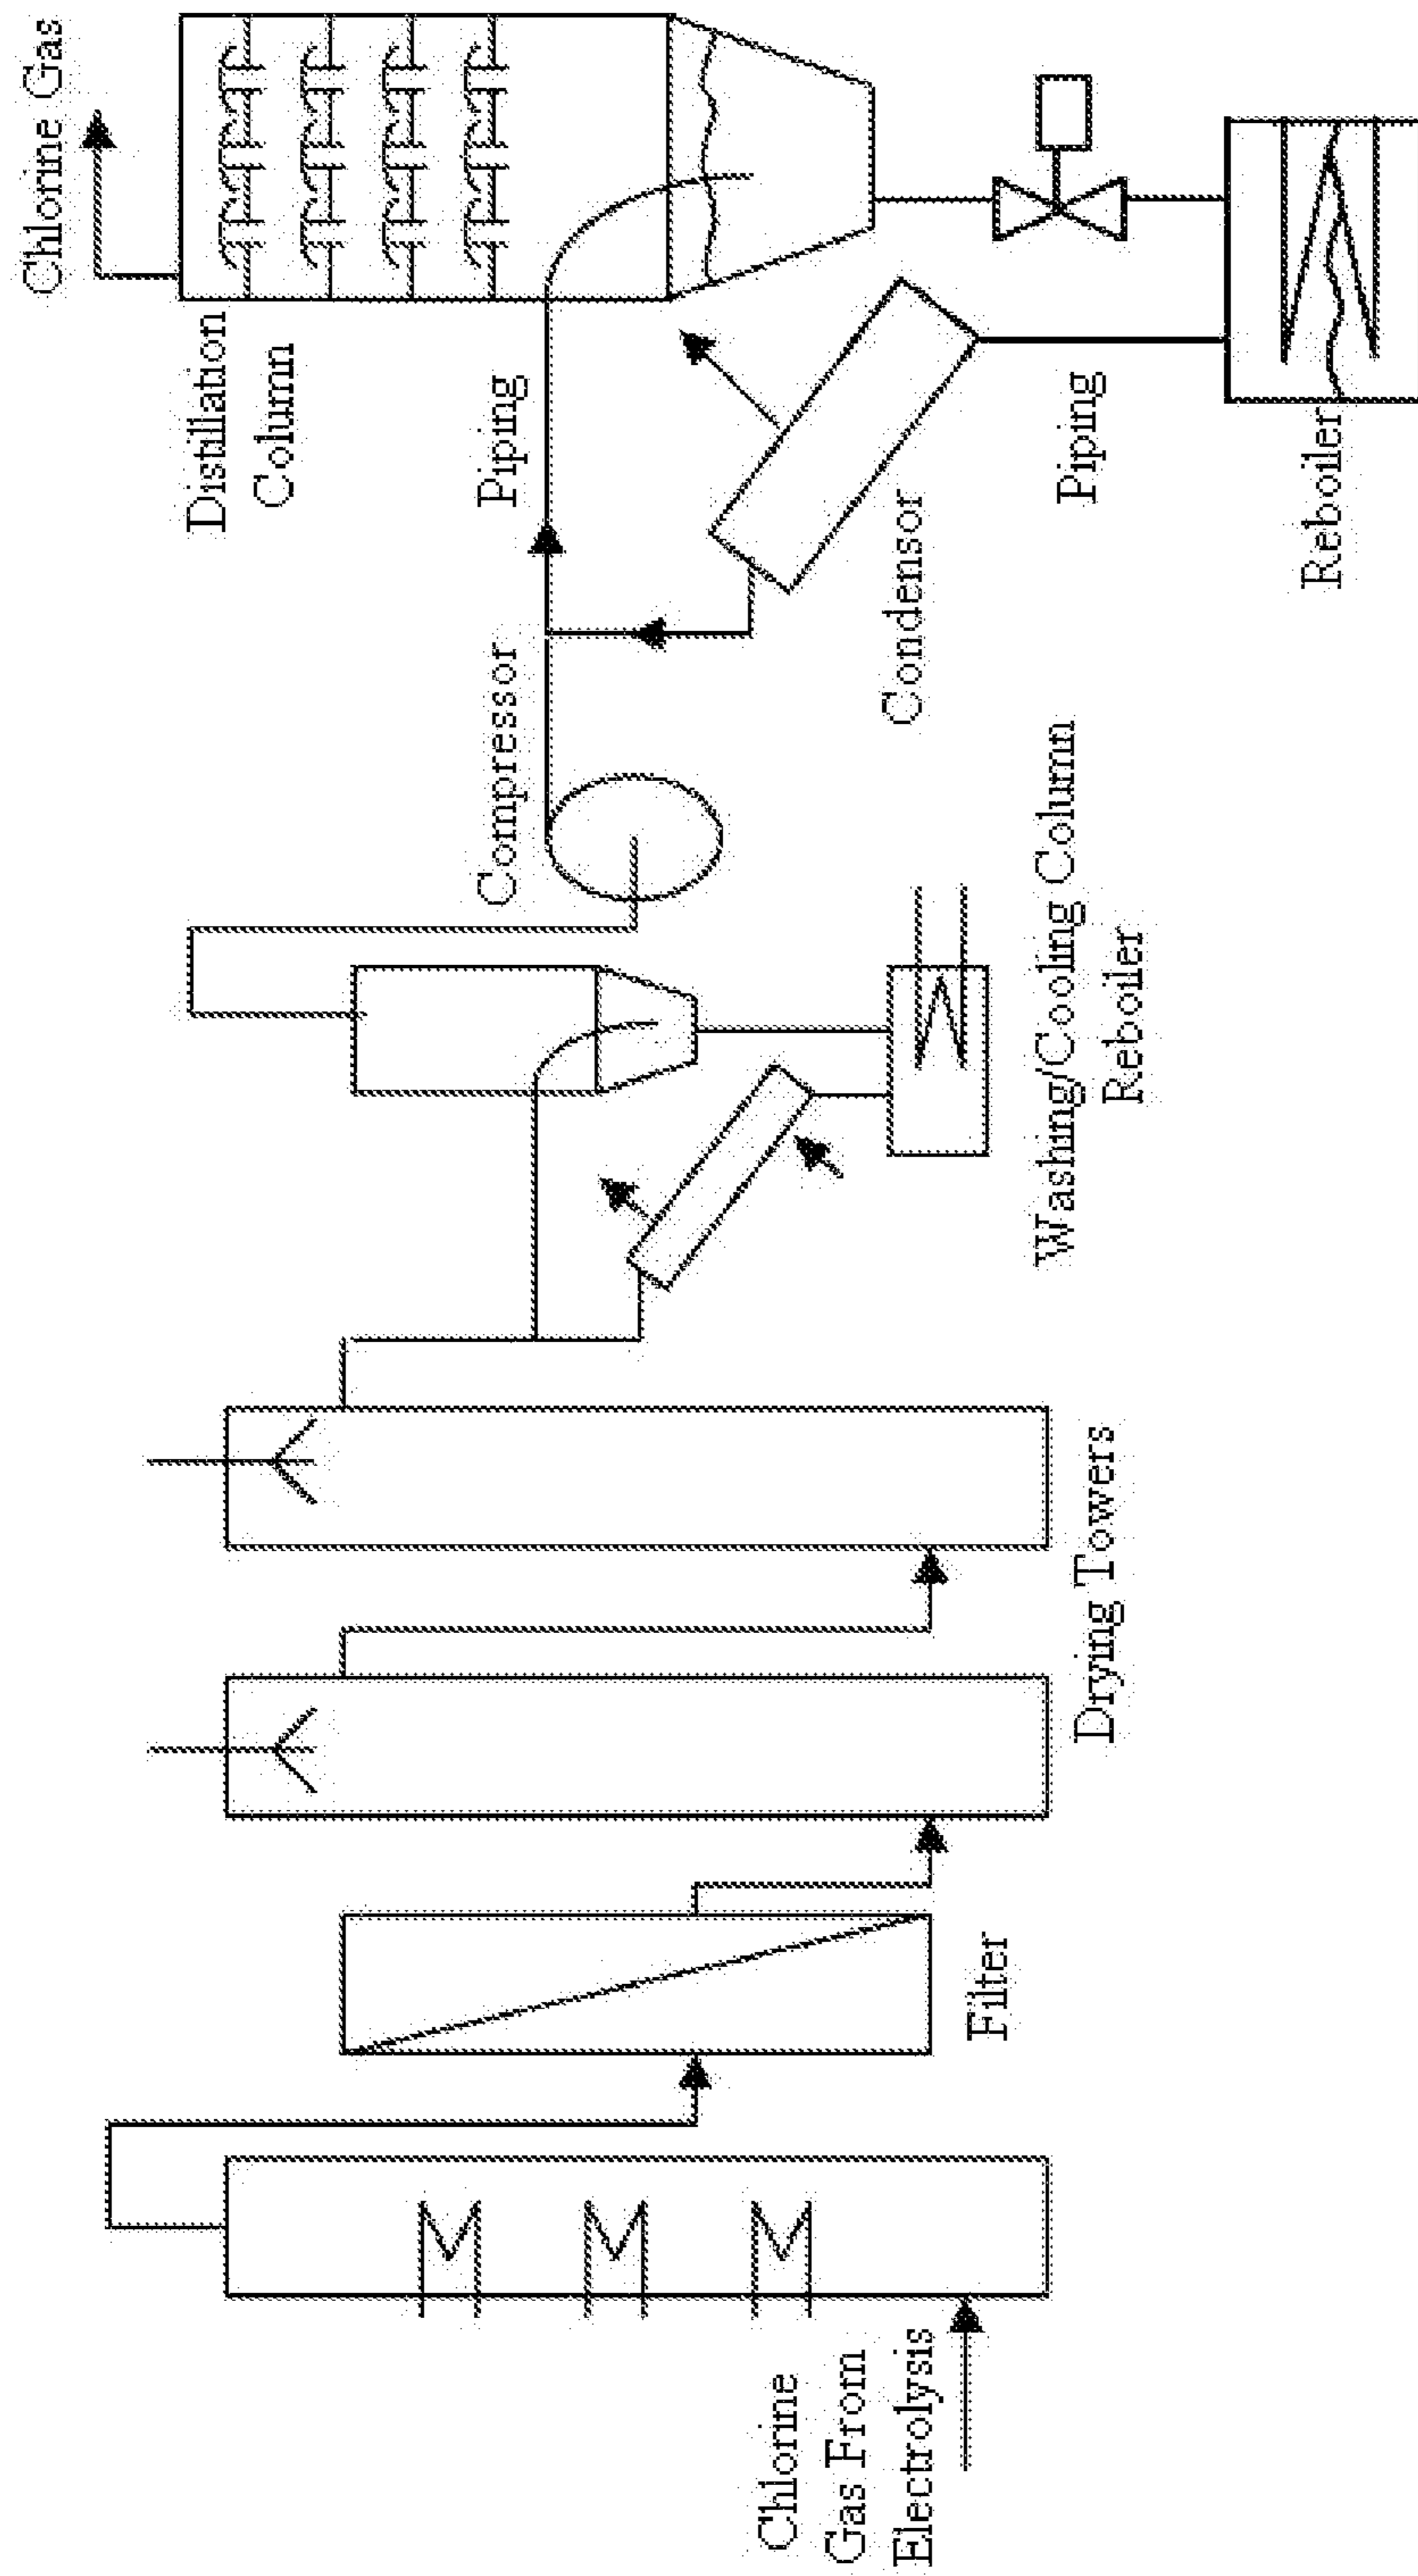 Chlorine
Gas From
Electrolysis
Filter
Drying Towers
Washing/Cooling Column
Reboiler
Compressor
Condensor
Piping
Distillation
Column
Chlorine Gas
Piping
Reboiler